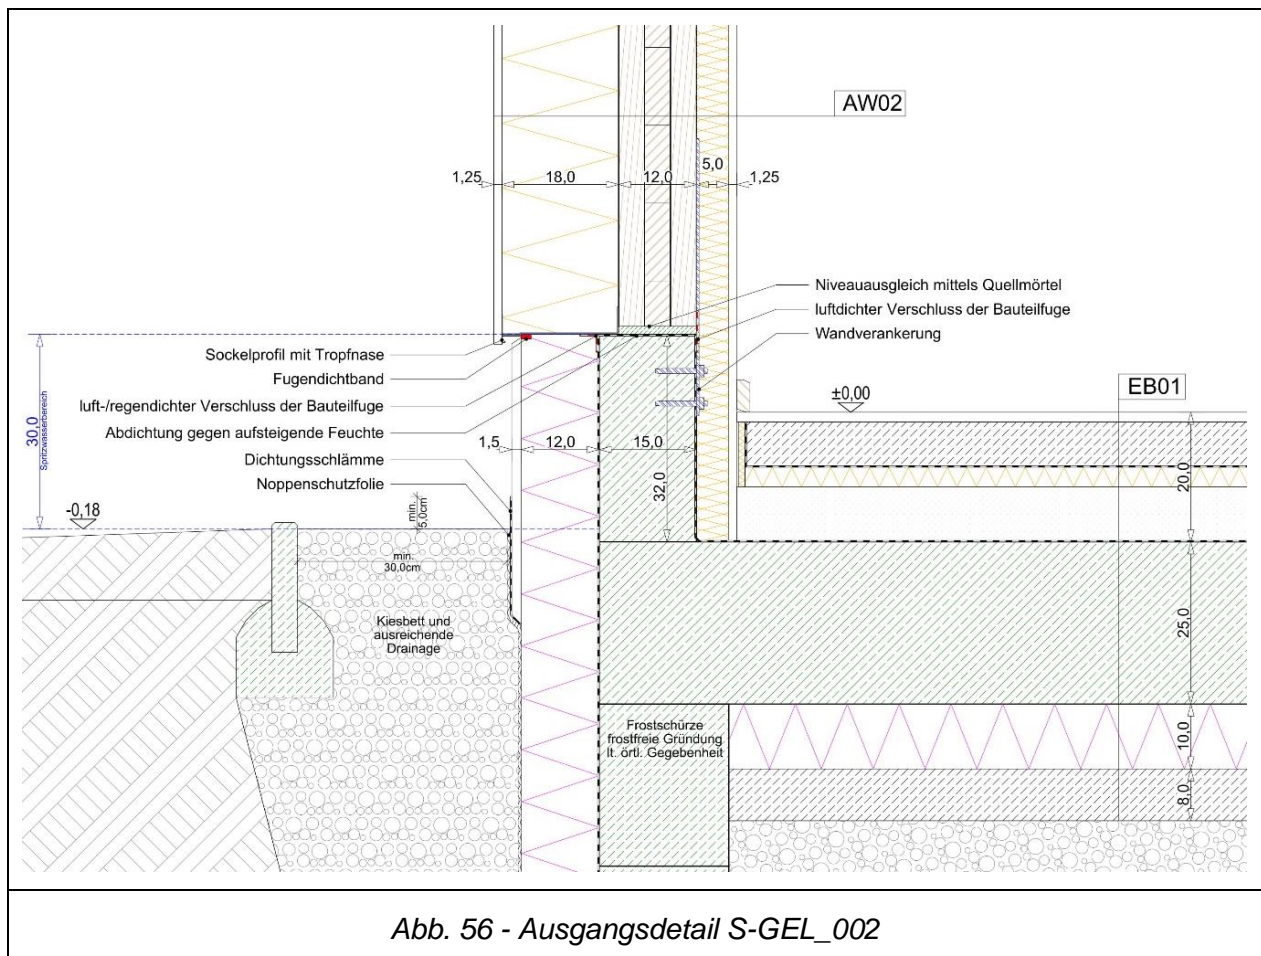 AW02
5,0
1,25
18,0
12,0
1,25
Niveauausgleich mittels Quellmörtel
luftdichter Verschluss der Bauteilfuge
Wandverankerung
Sockelprofil mit Tropfnase
Fugendichtband
luft-/regendichter Verschluss der Bauteilfuge
Abdichtung gegen aufsteigende Feuchte
Dichtungsschlämme
Noppenschutzfolie
30,0
Spritzwasserbereich
±0,00
EB01
1,5
12,0
15,0
32,0
20,0
-0,18
min.
5,0cm
min.
30,0cm
Kiesbett und
ausreichende
Drainage
25,0
Frostschürze
frostfreie Gründung
lt. örtl. Gegebenheit
10,0
8,0
Abb. 56 - Ausgangsdetail S-GEL_002